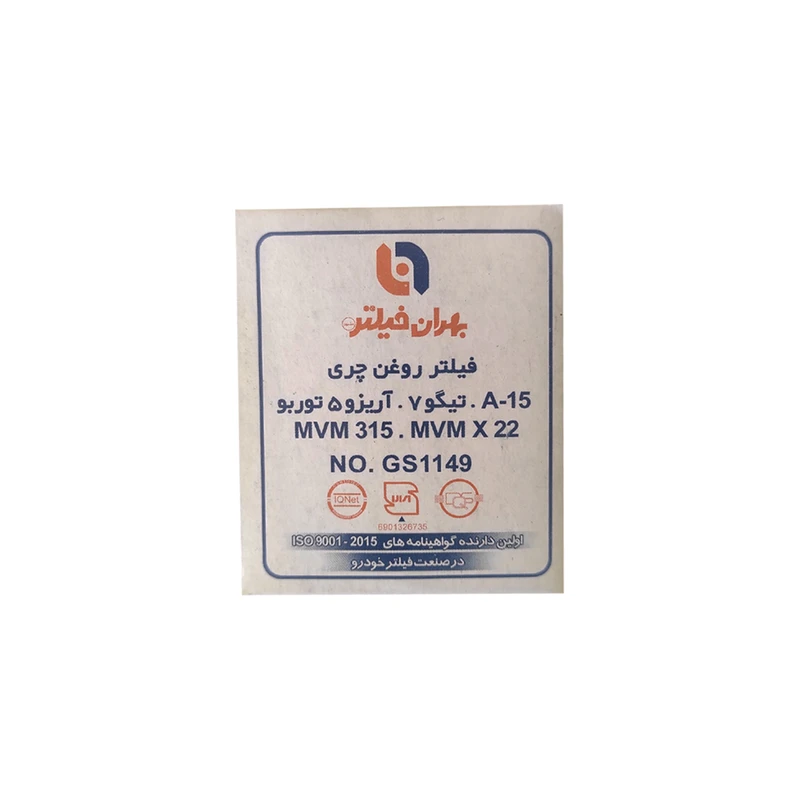 بهران فیلتر
فیلتر روغن چری
A-15 . تیگو ۷ . آریزو ۵ توربو
MVM 315 . MVM X 22
NO. GS1149
IQNet
6901326735
اولین دارنده گواهینامه های ISO 9001 - 2015
در صنعت فیلتر خودرو